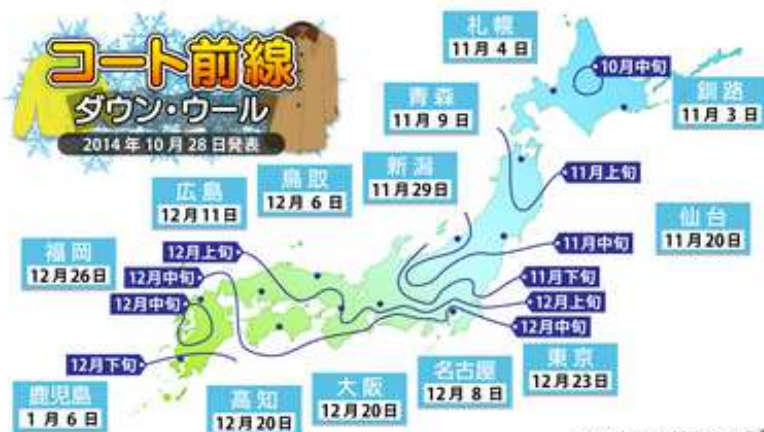 コート前線
ダウン・ウール
2014年10月28日発表
札幌
11月4日
10月中旬
釧路
11月3日
青森
11月9日
新潟
11月29日
鳥取
12月6日
広島
12月11日
11月上旬
仙台
11月20日
福岡
12月26日
12月上旬
12月中旬
12月中旬
11月中旬
11月下旬
12月上旬
12月中旬
12月下旬
鹿児島
1月6日
高知
12月20日
大阪
12月20日
名古屋
12月8日
東京
12月23日